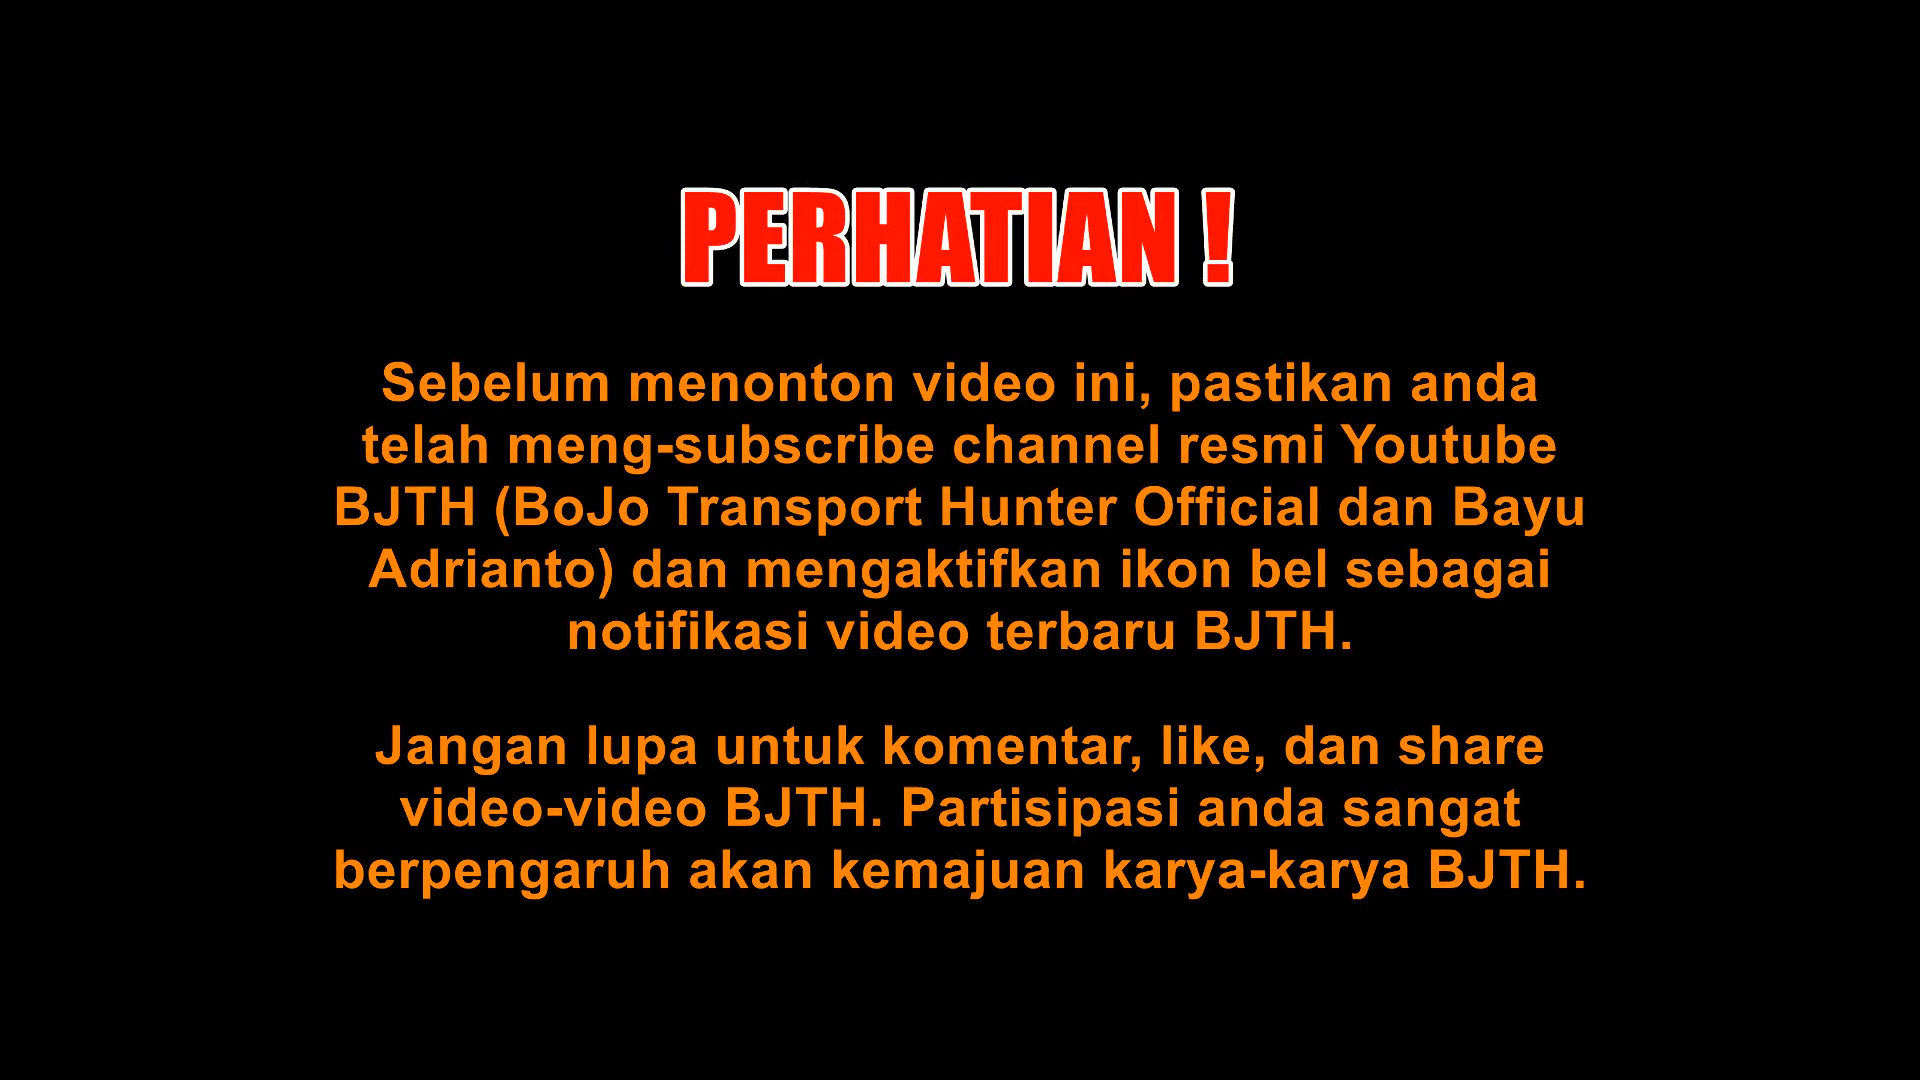 PERHATIAN !
Sebelum menonton video ini, pastikan anda
telah meng-subscribe channel resmi Youtube
BJTH (BoJo Transport Hunter Official dan Bayu
Adrianto) dan mengaktifkan ikon bel sebagai
notifikasi video terbaru BJTH.
Jangan lupa untuk komentar, like, dan share
video-video BJTH. Partisipasi anda sangat
berpengaruh akan kemajuan karya-karya BJTH.